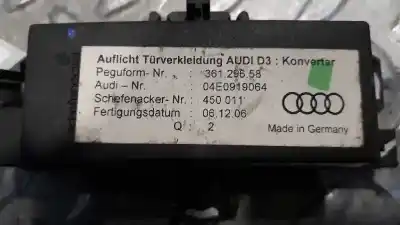 Auflicht Türverkleidung AUDI D3 : Konverter
Peguform- Nr. : 361.296.58
Audi – Nr. : 04E0919064
Schefenacker- Nr.: 450 011
Fertigungsdatum : 06.12.06
Q : 2
Made in Germany